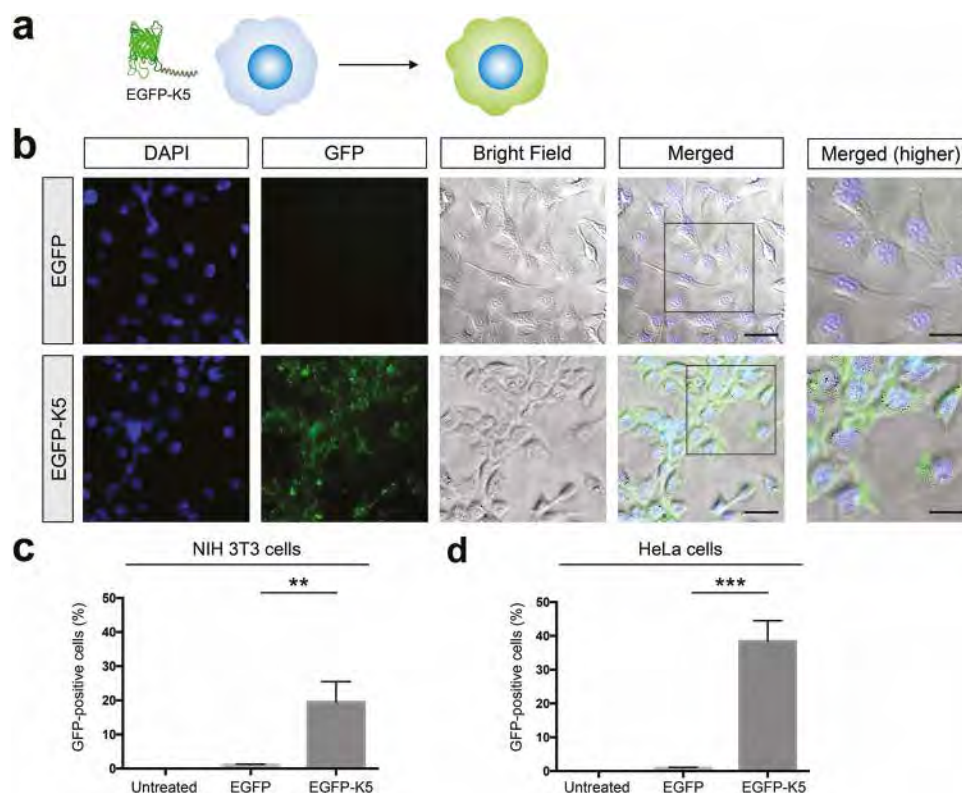 a
EGFP-K5
b
DAPI GFP Bright Field Merged Merged (higher)
EGFP
EGFP-K5
c
NIH 3T3 cells
**
GFP-positive cells (%)
50
40
30
20
10
0
Untreated EGFP EGFP-K5
d
HeLa cells
***
GFP-positive cells (%)
50
40
30
20
10
0
Untreated EGFP EGFP-K5